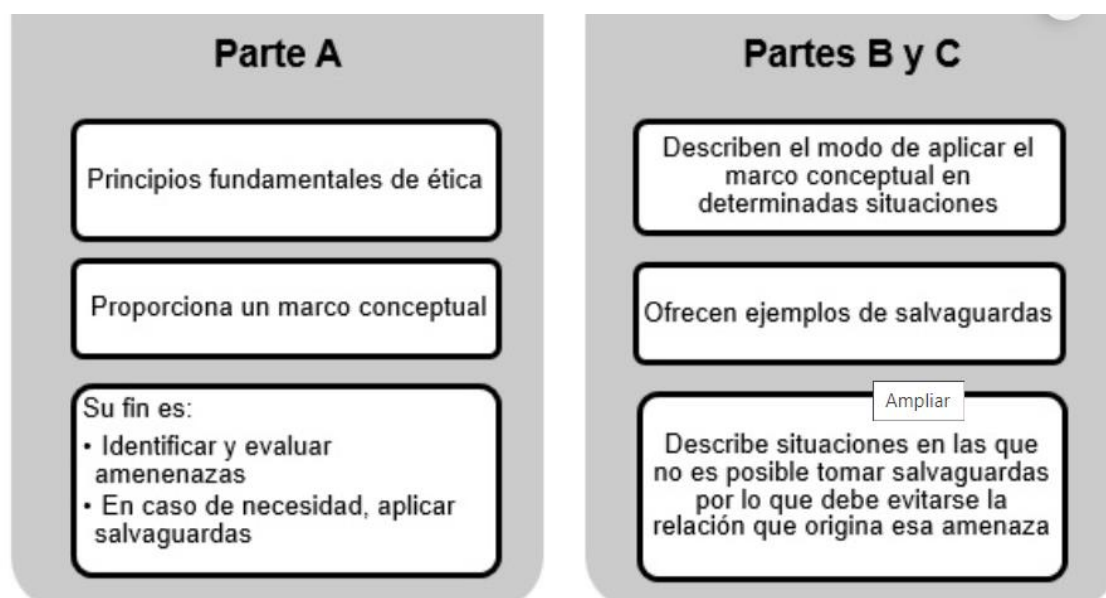 Parte A
Principios fundamentales de ética
Proporciona un marco conceptual
Su fin es:
• Identificar y evaluar
amenenazas
• En caso de necesidad, aplicar
salvaguardas
Partes B y C
Describen el modo de aplicar el
marco conceptual en
determinadas situaciones
Ofrecen ejemplos de salvaguardas
Ampliar
Describe situaciones en las que
no es posible tomar salvaguardas
por lo que debe evitarse la
relación que origina esa amenaza